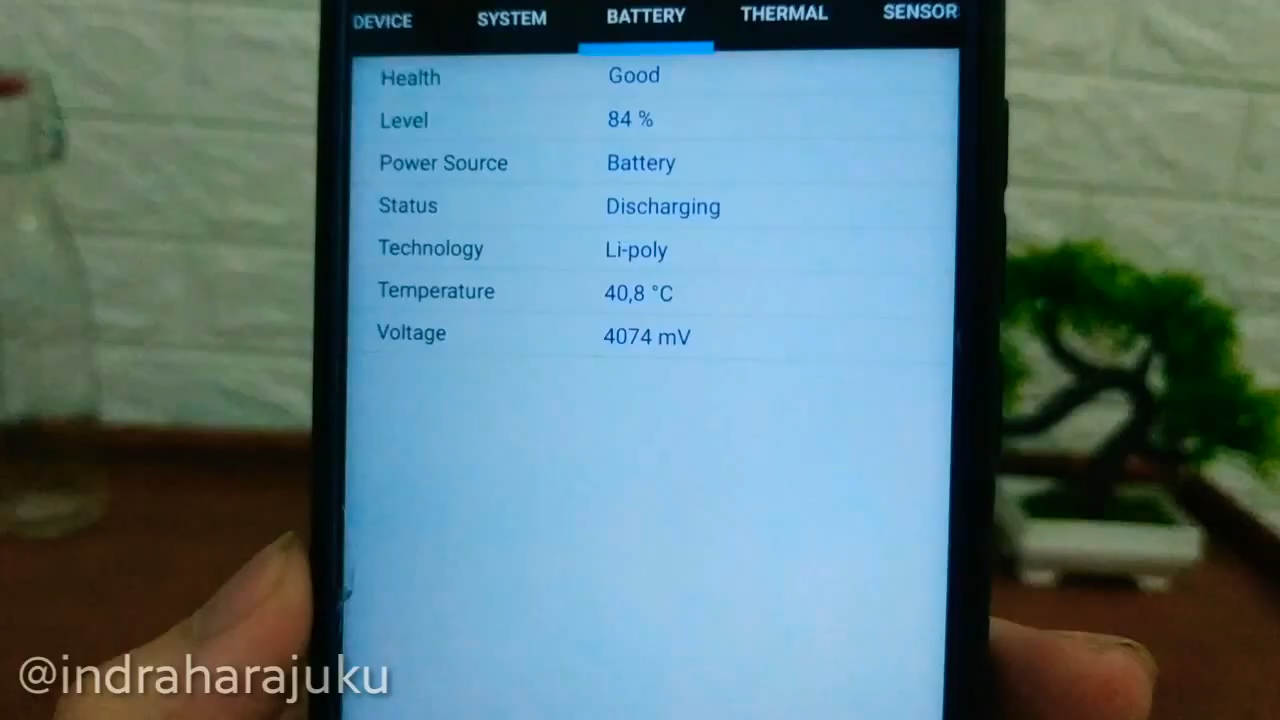 DEVICE SYSTEM BATTERY THERMAL SENSOR
Health Good
Level 84 %
Power Source Battery
Status Discharging
Technology Li-poly
Temperature 40,8 °C
Voltage 4074 mV
@indraharajuku